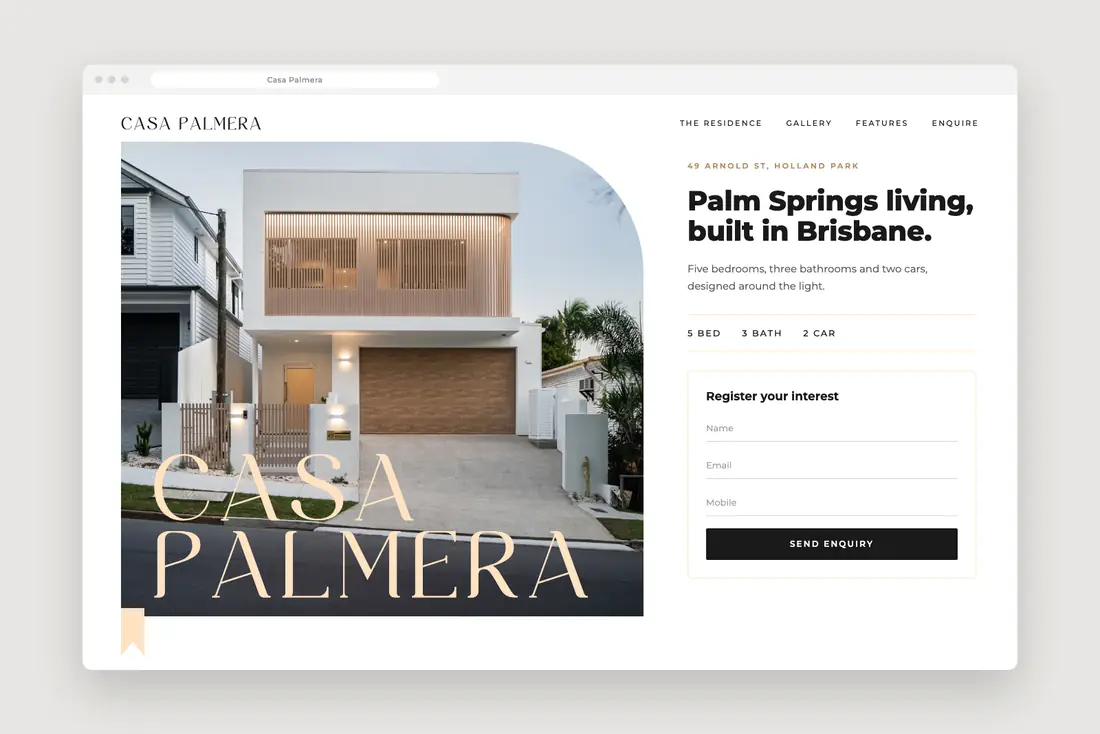 Casa Palmera
CASA PALMERA
THE RESIDENCE GALLERY FEATURES ENQUIRE
49 ARNOLD ST, HOLLAND PARK
Palm Springs living,
built in Brisbane.
Five bedrooms, three bathrooms and two cars,
designed around the light.
5 BED 3 BATH 2 CAR
Register your interest
Name
Email
Mobile
SEND ENQUIRY
CASA
PALMERA